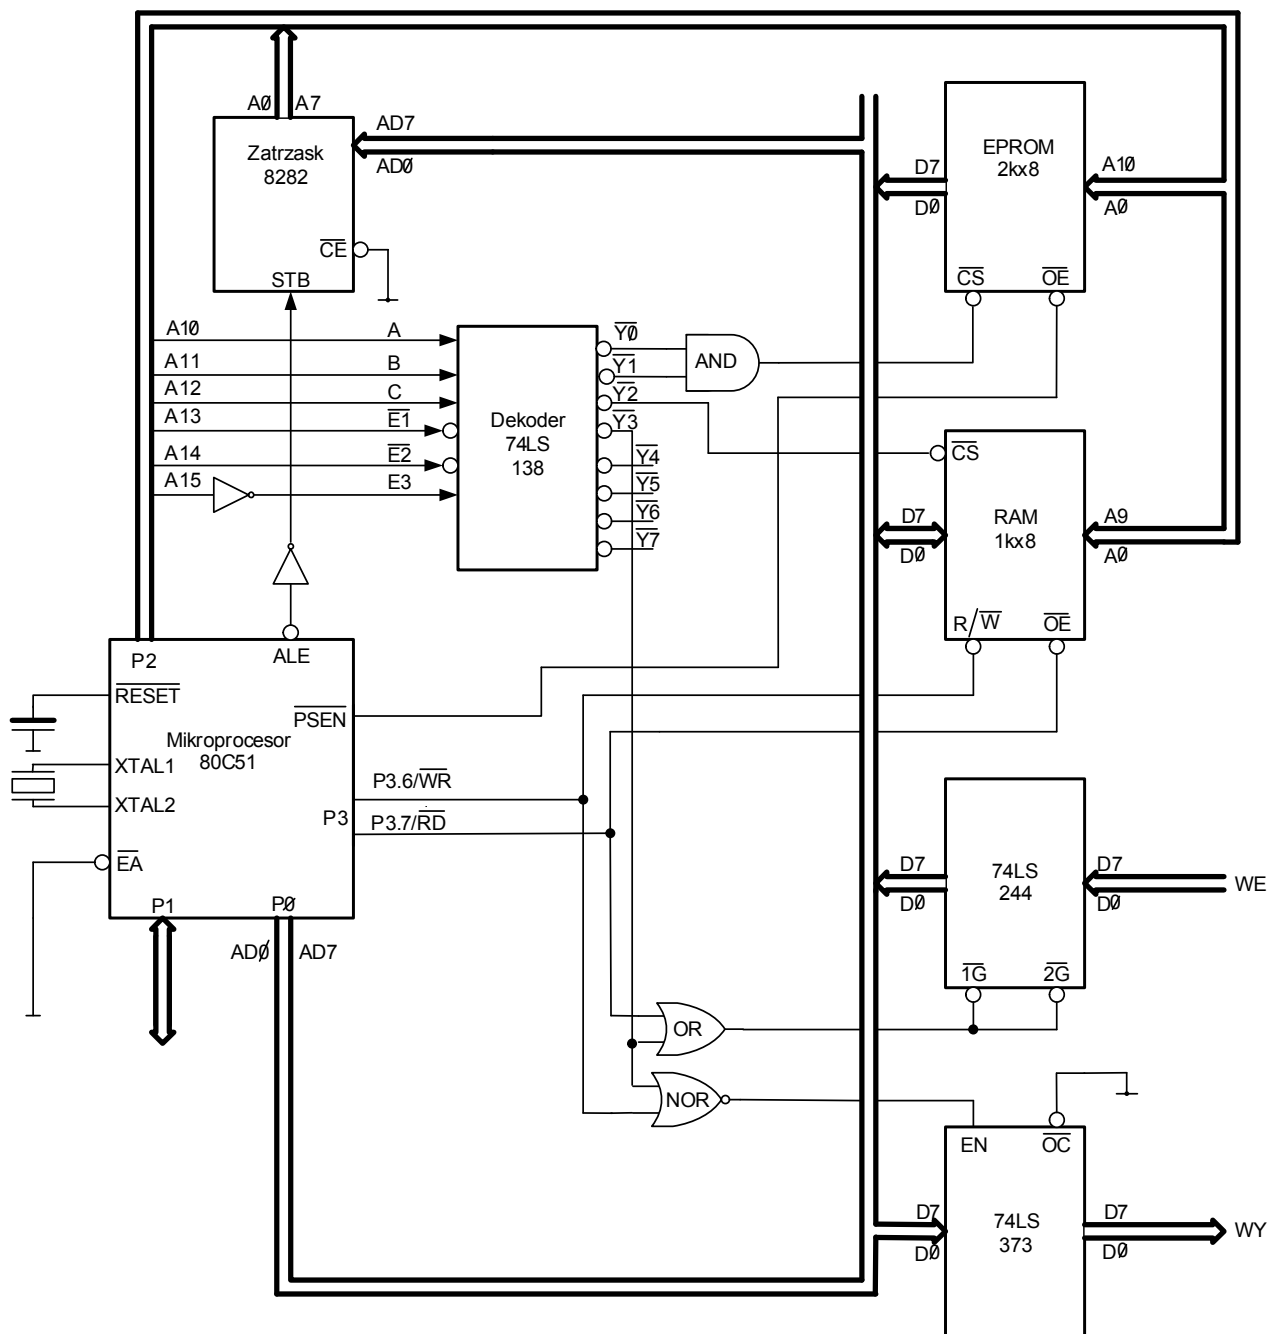 A0 A7
Zatrzask
8282
AD7
AD0
CE
STB
EPROM
2kx8
D7
D0
A10
A0
CS OE
A10 A
A11 B
A12 C
A13 E1
A14 E2
A15 E3
Dekoder
74LS
138
Y0
Y1
Y2
Y3
Y4
Y5
Y6
Y7
AND
CS
RAM
1kx8
D7
D0
A9
A0
R/W OE
P2 ALE
RESET
PSEN
Mikroprocesor
80C51
XTAL1
XTAL2
P3
P3.6/WR
P3.7/RD
EA
P1 P0
AD0 AD7
74LS
244
D7
D0
D7
D0
WE
1G 2G
OR
NOR
EN OC
74LS
373
D7
D0
D7
D0
WY